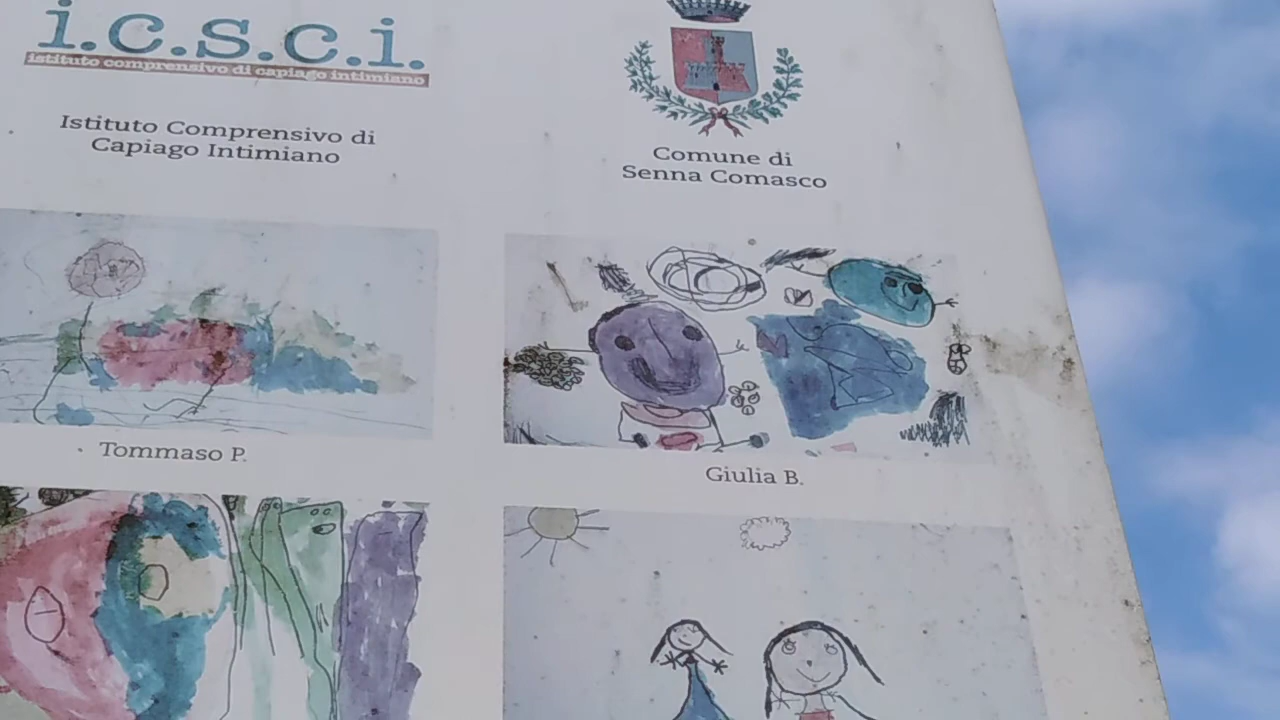 i.c.s.c.i.
istituto comprensivo di capiago intimiano
Istituto Comprensivo di
Capiago Intimiano
Comune di
Senna Comasco
Tommaso P.
Giulia B.